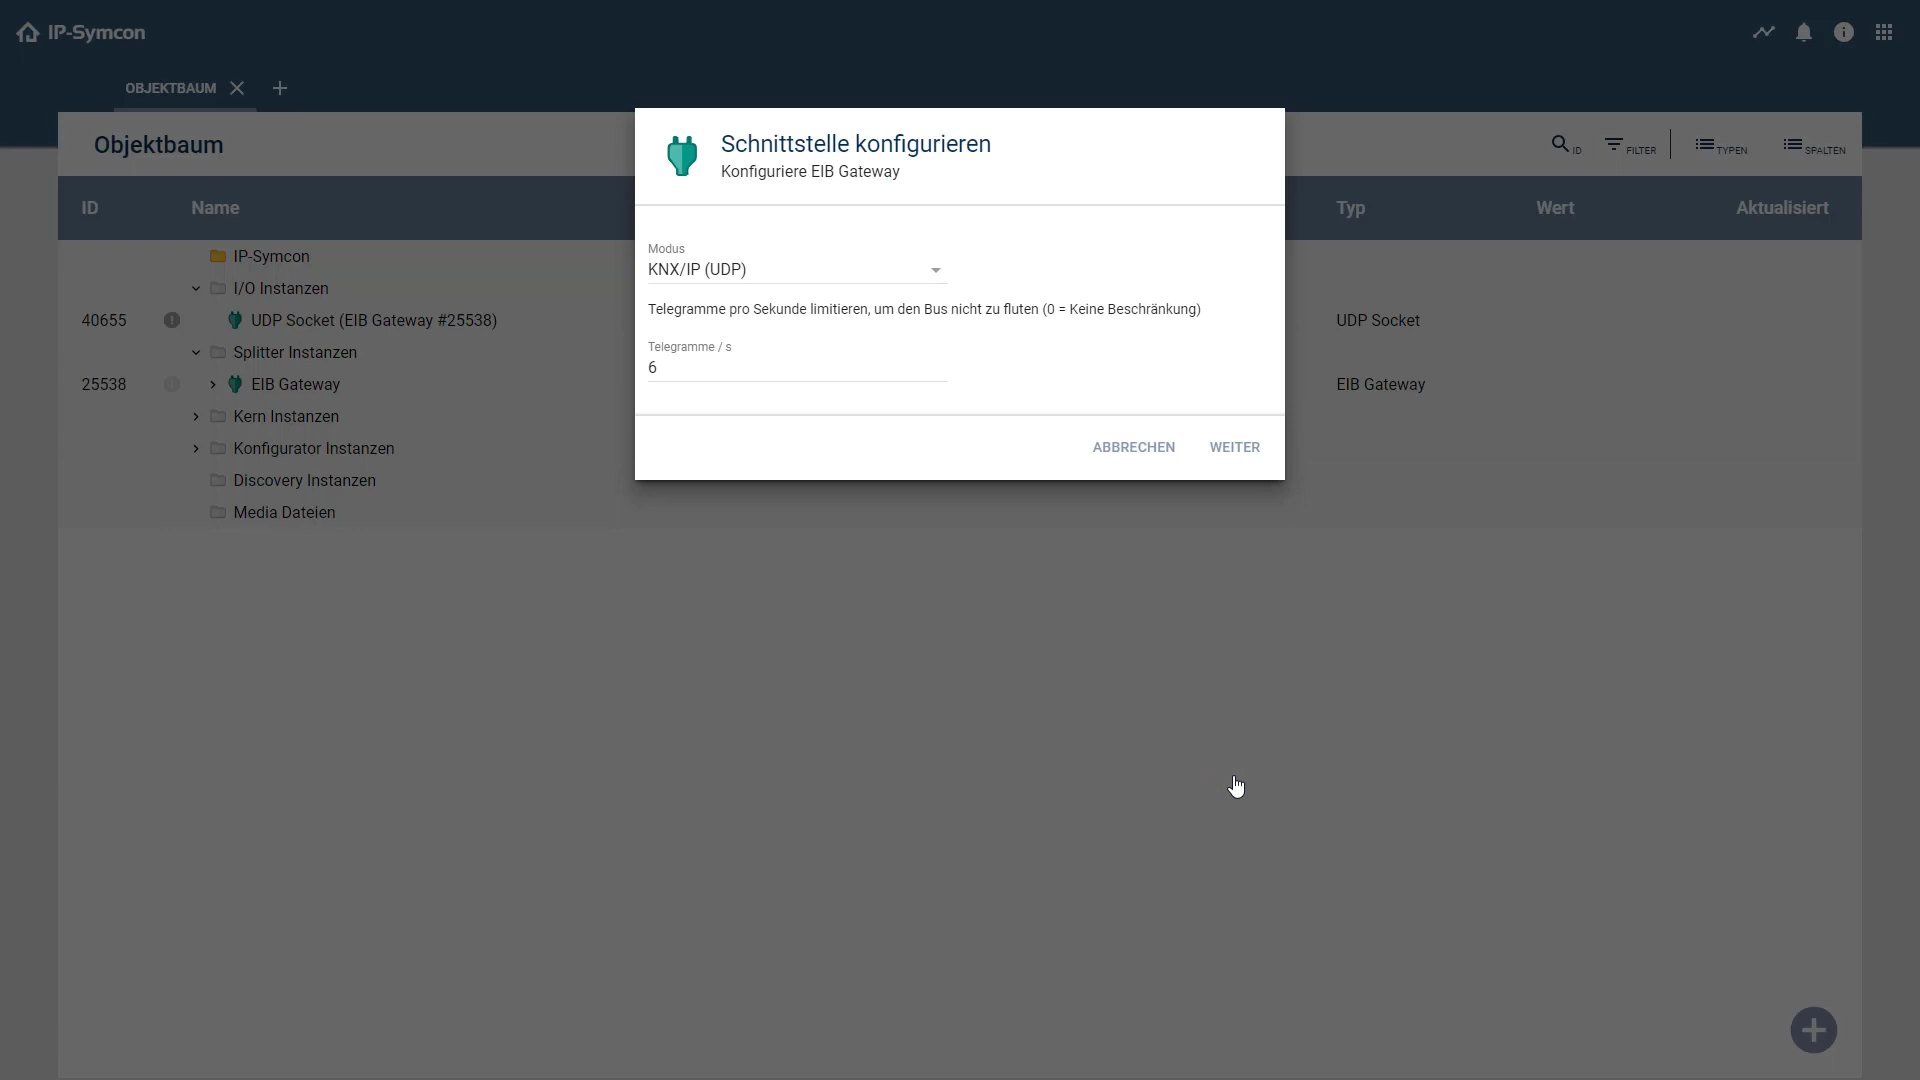 IP-Symcon
OBJEKTBAUM
Objektbaum
ID
FILTER
TYPEN
SPALTEN
ID
Name
Typ
Wert
Aktualisiert
IP-Symcon
I/O Instanzen
40655
UDP Socket (EIB Gateway #25538)
UDP Socket
Splitter Instanzen
25538
EIB Gateway
EIB Gateway
Kern Instanzen
Konfigurator Instanzen
Discovery Instanzen
Media Dateien
Schnittstelle konfigurieren
Konfiguriere EIB Gateway
Modus
KNX/IP (UDP)
Telegramme pro Sekunde limitieren, um den Bus nicht zu fluten (0 = Keine Beschränkung)
Telegramme / s
6
ABBRECHEN
WEITER